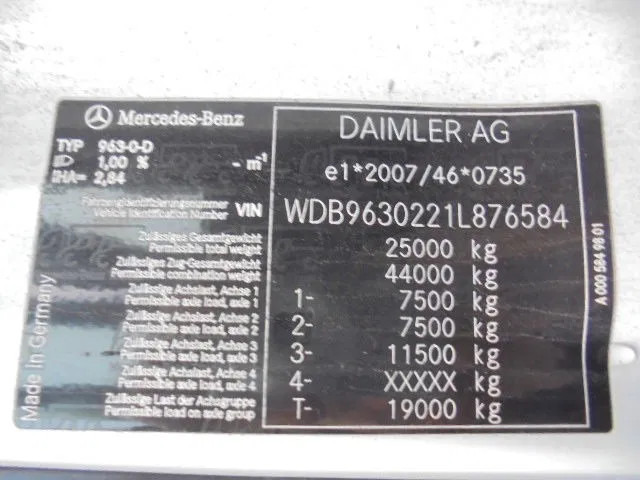 Mercedes-Benz
TYP 963-0-D
1,00 % - m⁻¹
IHA= 2,84
DAIMLER AG
e1*2007/46*0735
Fahrzeugidentifizierungsnummer
Vehicle Identification Number VIN WDB9630221L876584
Zulässiges Gesamtgewicht
Permissible total weight 25000 kg
Zulässiges Zug-Gesamtgewicht
Permissible combination weight 44000 kg
Zulässige Achslast, Achse 1
Permissible axle load, axle 1 1- 7500 kg
Zulässige Achslast, Achse 2
Permissible axle load, axle 2 2- 7500 kg
Zulässige Achslast, Achse 3
Permissible axle load, axle 3 3- 11500 kg
Zulässige Achslast, Achse 4
Permissible axle load, axle 4 4- XXXXX kg
Zulässige Last der Achsgruppe
Permissible load on axle group T- 19000 kg
Made in Germany
A 000 584 98 01